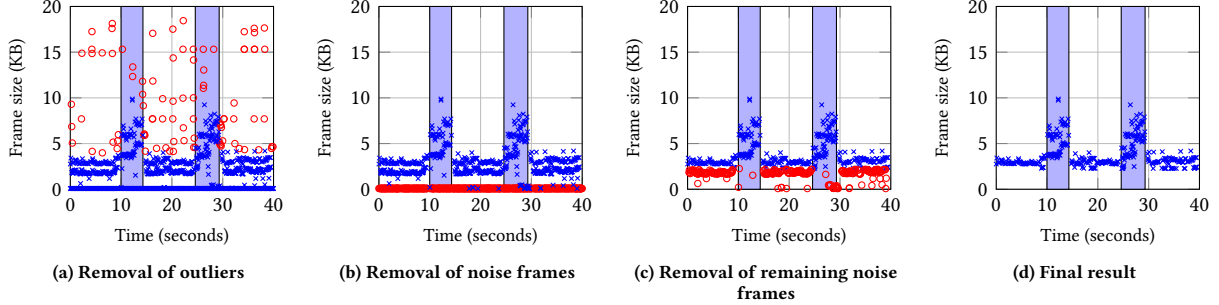 20
15
10
5
0
0 10 20 30 40
Frame size (KB)
Time (seconds)
(a) Removal of outliers
20
15
10
5
0
0 10 20 30 40
Frame size (KB)
Time (seconds)
(b) Removal of noise frames
20
15
10
5
0
0 10 20 30 40
Frame size (KB)
Time (seconds)
(c) Removal of remaining noise
frames
20
15
10
5
0
0 10 20 30 40
Frame size (KB)
Time (seconds)
(d) Final result